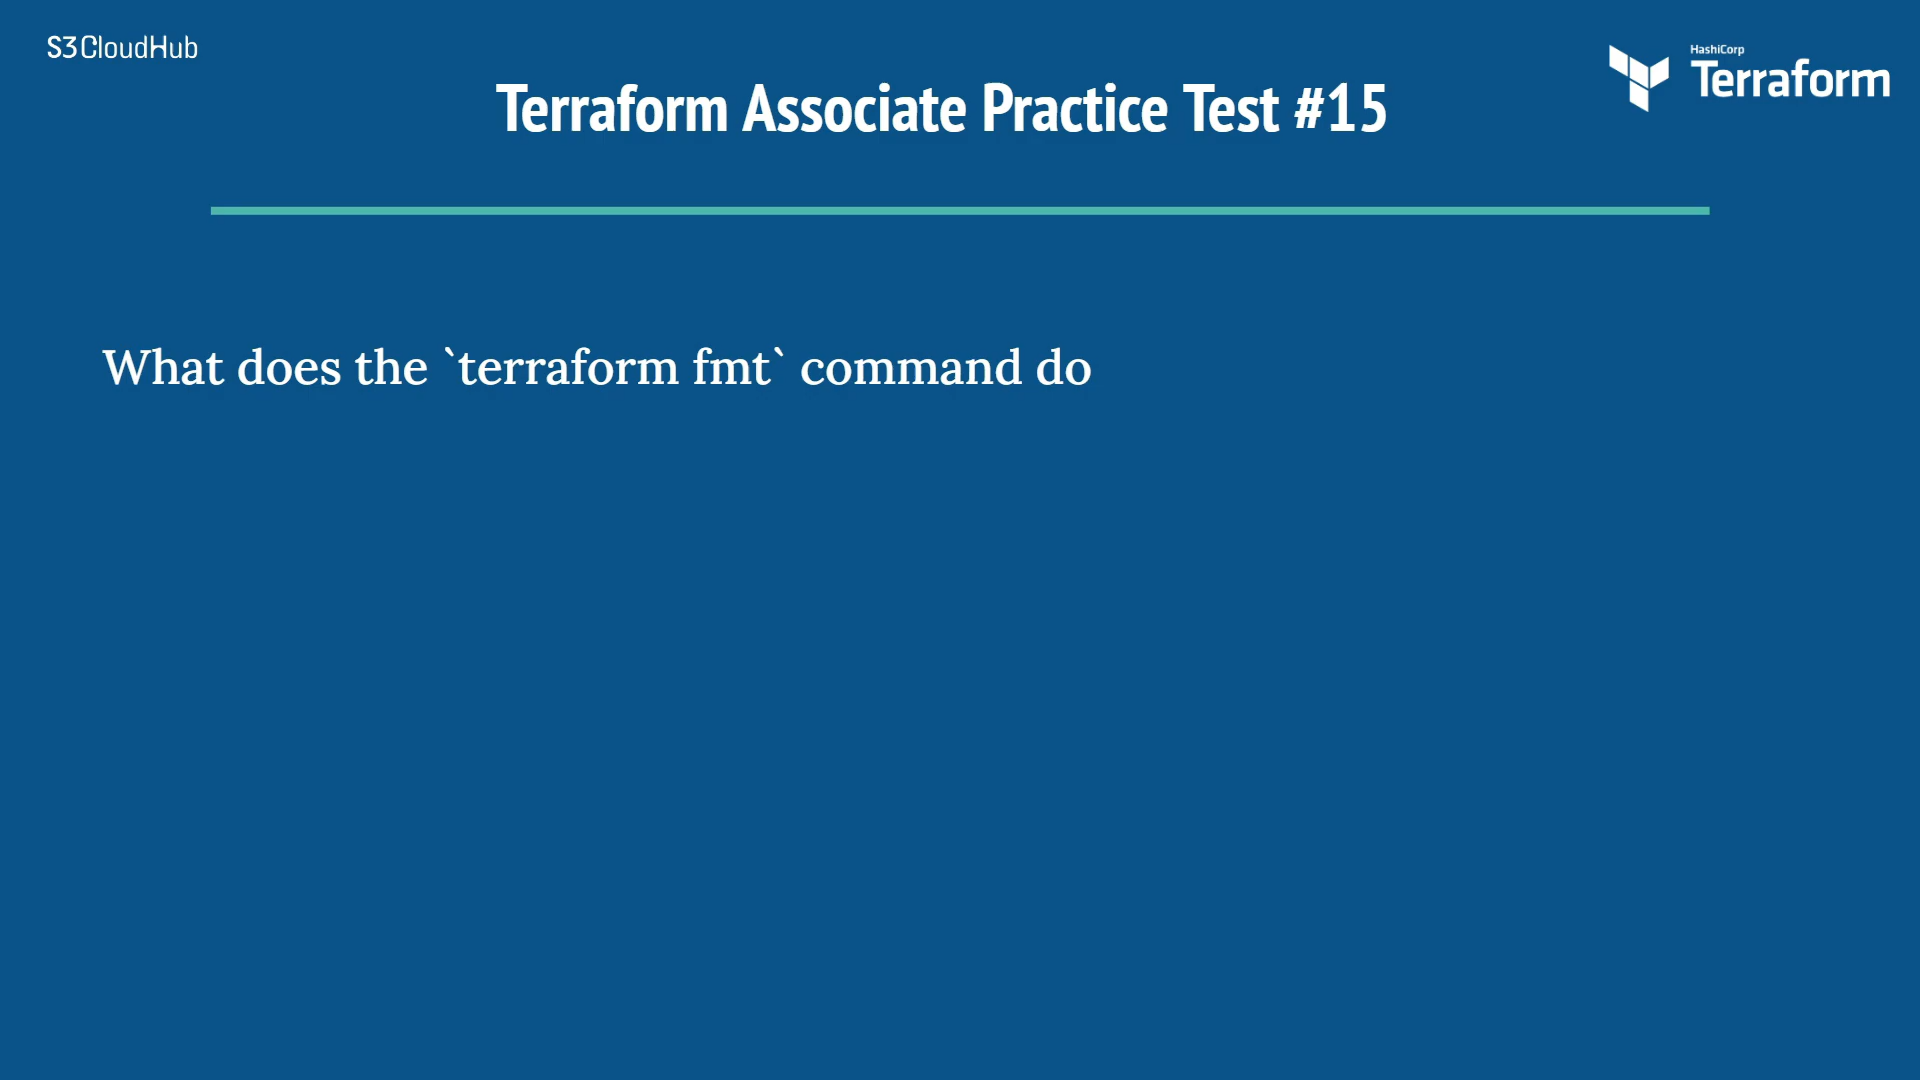 S3CloudHub
HashiCorp
Terraform
Terraform Associate Practice Test #15
What does the `terraform fmt` command do